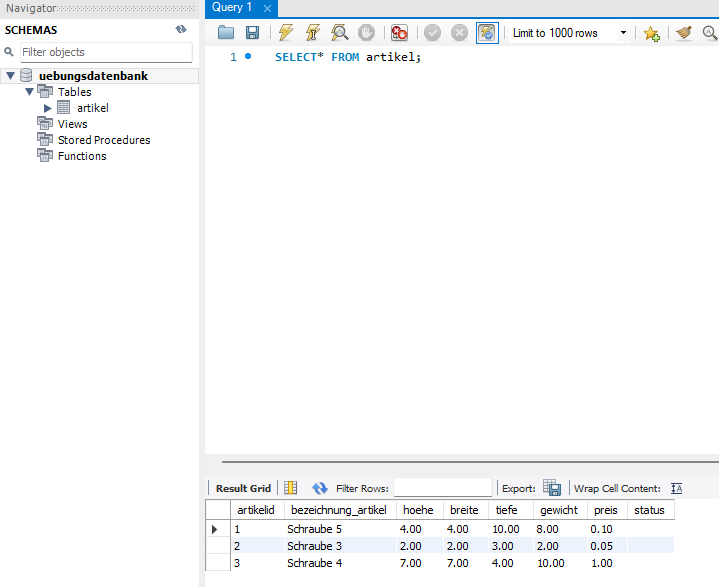 Navigator
SCHEMAS
Filter objects
uebungsdatenbank
Tables
artikel
Views
Stored Procedures
Functions
Query 1
Limit to 1000 rows
1 SELECT* FROM artikel;
Result Grid Filter Rows: Export: Wrap Cell Content:
artikelid bezeichnung_artikel hoehe breite tiefe gewicht preis status
1 Schraube 5 4.00 4.00 10.00 8.00 0.10
2 Schraube 3 2.00 2.00 3.00 2.00 0.05
3 Schraube 4 7.00 7.00 4.00 10.00 1.00